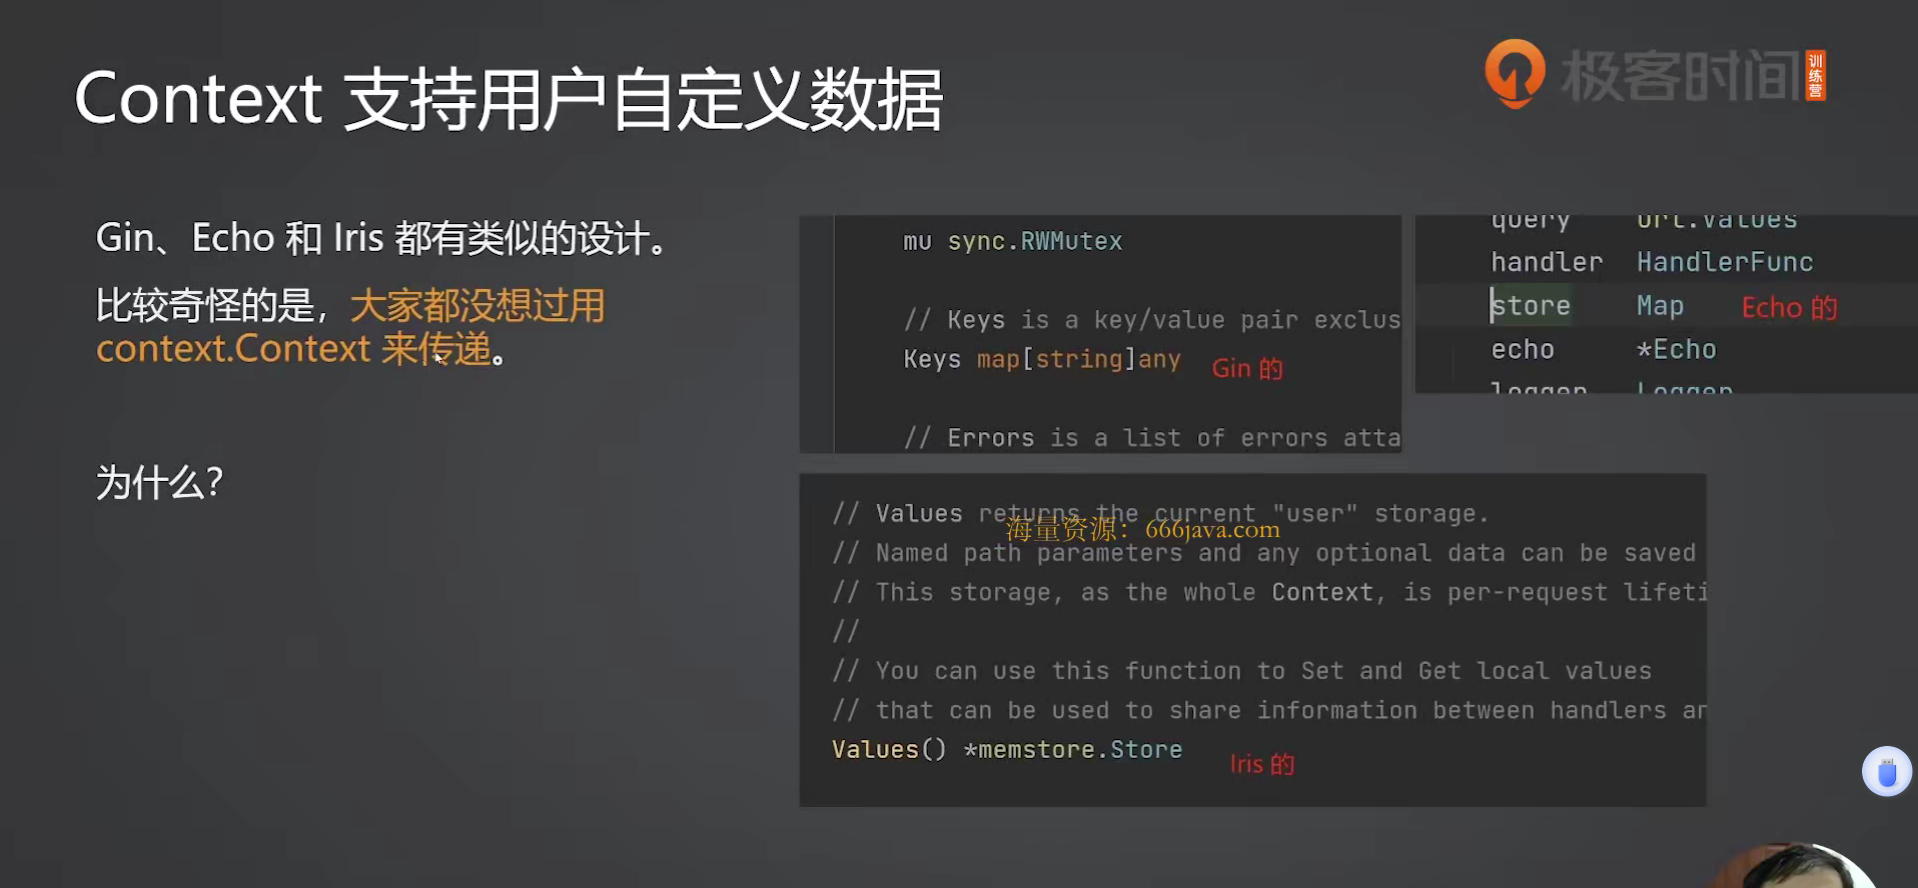 Context 支持用户自定义数据
极客时间
训练营
Gin、Echo 和 Iris 都有类似的设计。
比较奇怪的是，大家都没想过用
context.Context 来传递。
为什么？
mu sync.RWMutex
// Keys is a key/value pair exclus
Keys map[string]any
Gin 的
// Errors is a list of errors atta
query url.Values
handler HandlerFunc
store Map
Echo 的
echo *Echo
logger Logger
// Values returns the current "user" storage.
海量资源：666java.com
// Named path parameters and any optional data can be saved
// This storage, as the whole Context, is per-request lifeti
//
// You can use this function to Set and Get local values
// that can be used to share information between handlers an
Values() *memstore.Store
Iris 的